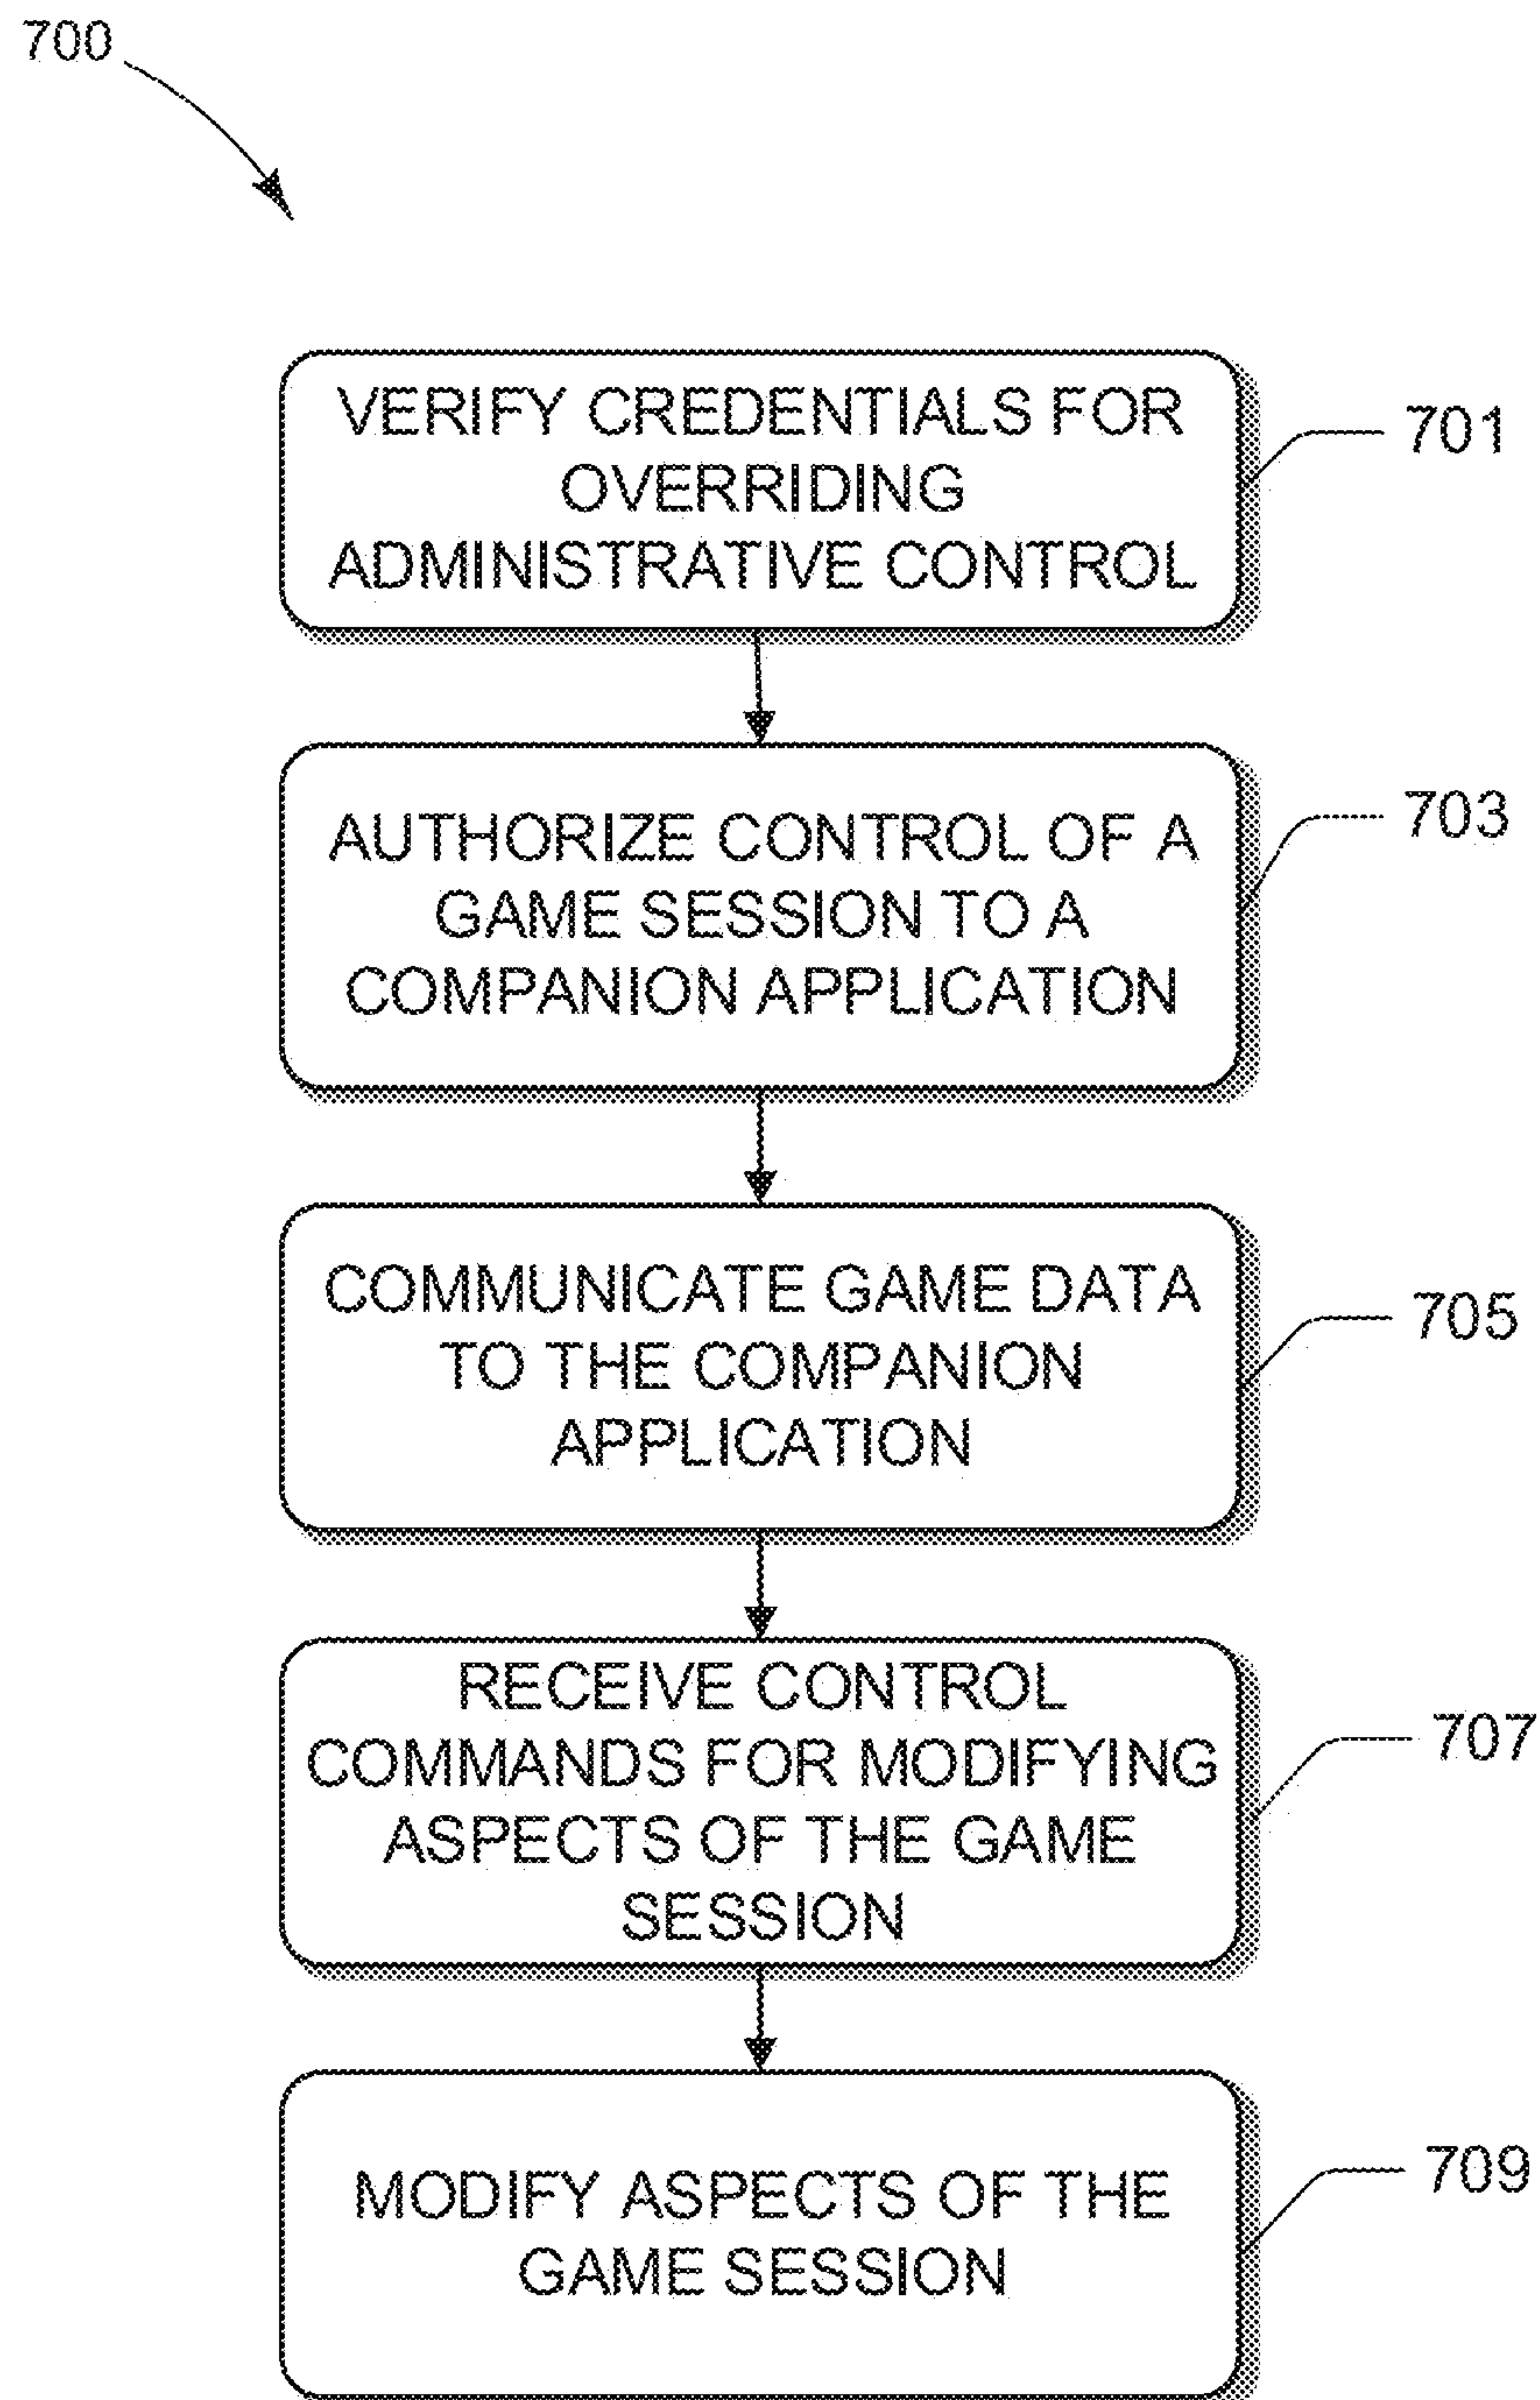 700
VERIFY CREDENTIALS FOR
OVERRIDING
ADMINISTRATIVE CONTROL
701
AUTHORIZE CONTROL OF A
GAME SESSION TO A
COMPANION APPLICATION
703
COMMUNICATE GAME DATA
TO THE COMPANION
APPLICATION
705
RECEIVE CONTROL
COMMANDS FOR MODIFYING
ASPECTS OF THE GAME
SESSION
707
MODIFY ASPECTS OF THE
GAME SESSION
709